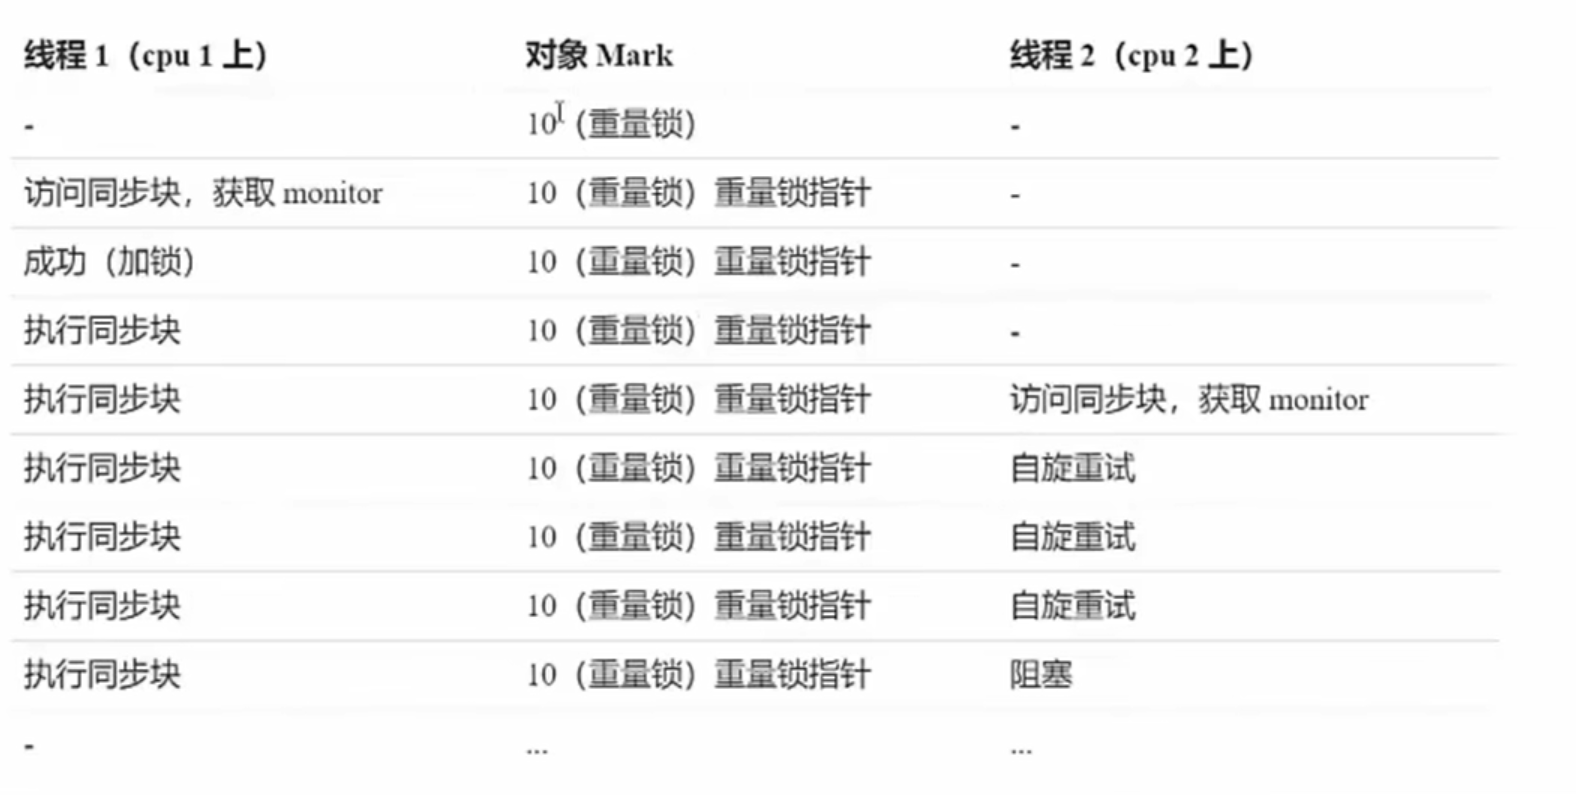 线程 1（cpu 1 上） 对象 Mark 线程 2（cpu 2 上）
- 10（重量锁） -
访问同步块，获取 monitor 10（重量锁）重量锁指针 -
成功（加锁） 10（重量锁）重量锁指针 -
执行同步块 10（重量锁）重量锁指针 -
执行同步块 10（重量锁）重量锁指针 访问同步块，获取 monitor
执行同步块 10（重量锁）重量锁指针 自旋重试
执行同步块 10（重量锁）重量锁指针 自旋重试
执行同步块 10（重量锁）重量锁指针 自旋重试
执行同步块 10（重量锁）重量锁指针 阻塞
- ... ...